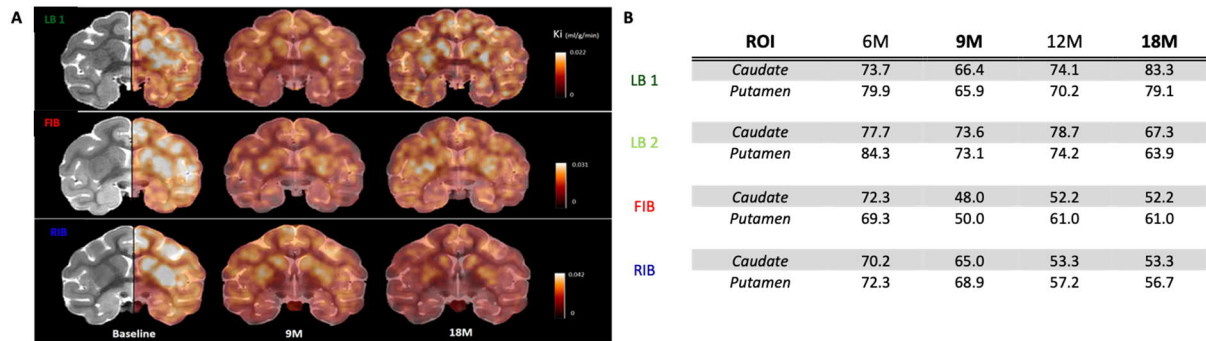 A
LB 1
Ki (ml/g/min)
0.022
0
FIB
0.031
0
RIB
0.042
0
Baseline 9M 18M
B
ROI 6M 9M 12M 18M
LB 1
Caudate 73.7 66.4 74.1 83.3
Putamen 79.9 65.9 70.2 79.1
LB 2
Caudate 77.7 73.6 78.7 67.3
Putamen 84.3 73.1 74.2 63.9
FIB
Caudate 72.3 48.0 52.2 52.2
Putamen 69.3 50.0 61.0 61.0
RIB
Caudate 70.2 65.0 53.3 53.3
Putamen 72.3 68.9 57.2 56.7